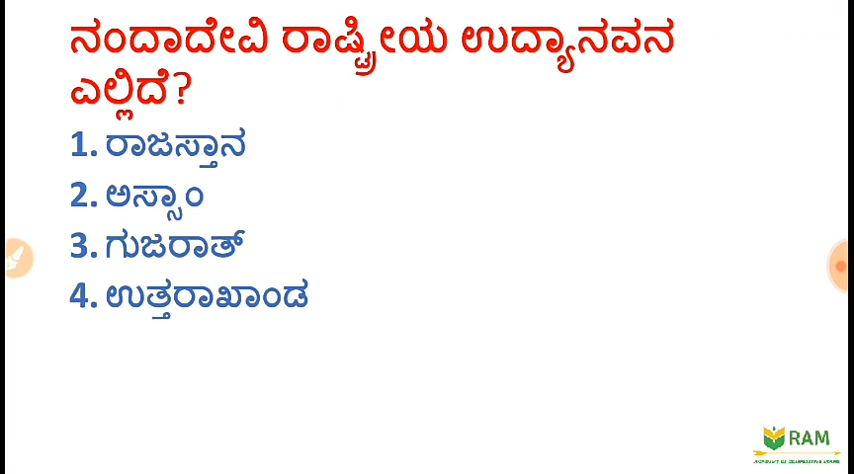 ನಂದಾದೇವಿ ರಾಷ್ಟ್ರೀಯ ಉದ್ಯಾನವನ
ಎಲ್ಲಿದೆ?
1. ರಾಜಸ್ತಾನ
2. ಅಸ್ಸಾಂ
3. ಗುಜರಾತ್
4. ಉತ್ತರಾಖಾಂಡ
RAM